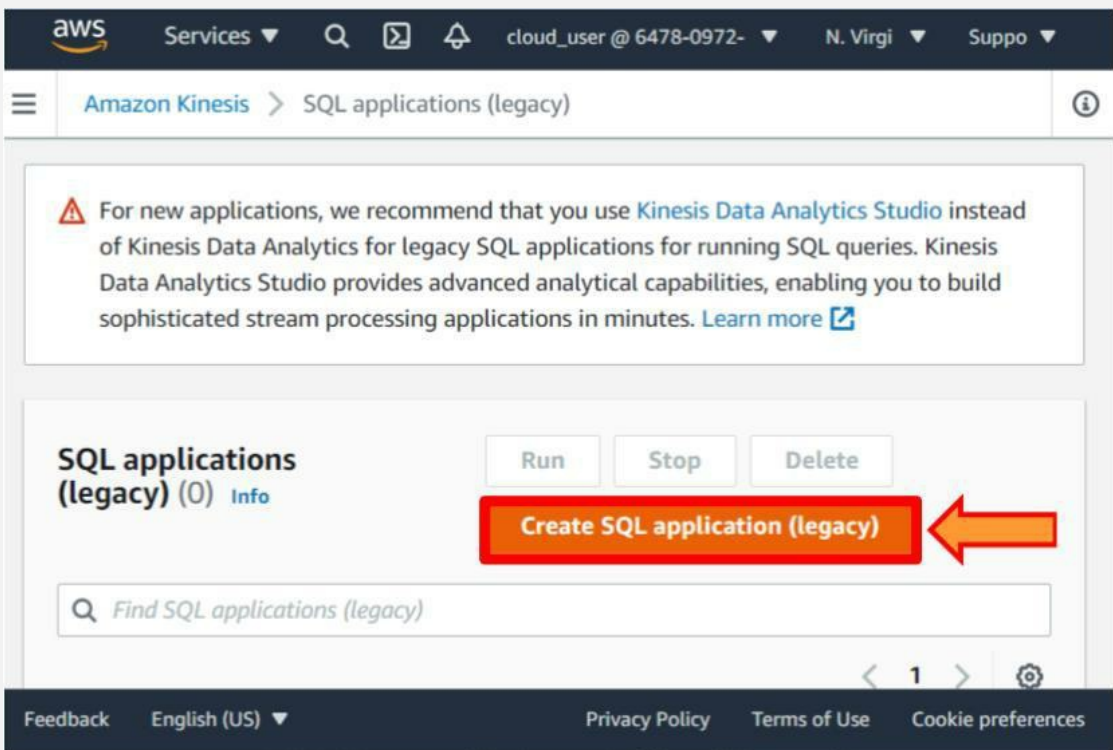 aws Services ▼ cloud_user @ 6478-0972- ▼ N. Virgi ▼ Suppo ▼
Amazon Kinesis > SQL applications (legacy)
For new applications, we recommend that you use Kinesis Data Analytics Studio instead
of Kinesis Data Analytics for legacy SQL applications for running SQL queries. Kinesis
Data Analytics Studio provides advanced analytical capabilities, enabling you to build
sophisticated stream processing applications in minutes. Learn more
SQL applications
(legacy) (0) Info
Run Stop Delete
Create SQL application (legacy)
Find SQL applications (legacy)
< 1 >
Feedback English (US) ▼ Privacy Policy Terms of Use Cookie preferences